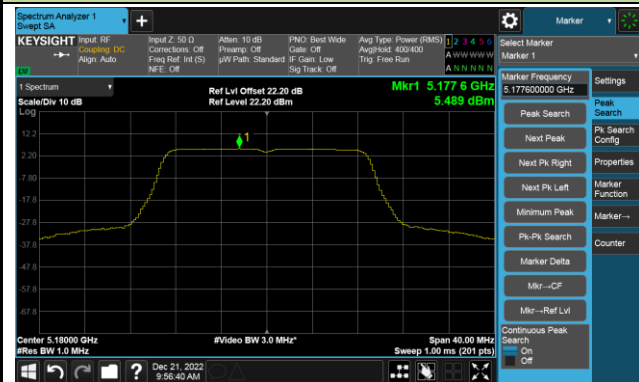 Spectrum Analyzer 1
Swept SA
+
Marker
KEYSIGHT
Input: RF
Coupling: DC
Align: Auto
Input Z: 50 Ω
Corrections: Off
Freq Ref: Int (S)
NFE: Off
Atten: 10 dB
Preamp: Off
µW Path: Standard
PNO: Best Wide
Gate: Off
IF Gain: Low
Sig Track: Off
Avg Type: Power (RMS)
Avg|Hold: 400/400
Trig: Free Run
1 2 3 4 5 6
A W W W W W
A N N N N N
LXI
Select Marker
Marker 1
1 Spectrum
Scale/Div 10 dB
Log
Ref Lvl Offset 22.20 dB
Ref Level 22.20 dBm
Mkr1 5.177 6 GHz
5.489 dBm
12.2
2.20
-7.80
-17.8
-27.8
-37.8
-47.8
-57.8
-67.8
1
Center 5.18000 GHz
#Res BW 1.0 MHz
#Video BW 3.0 MHz*
Span 40.00 MHz
Sweep 1.00 ms (201 pts)
Marker Frequency
5.177600000 GHz
Peak Search
Next Peak
Next Pk Right
Next Pk Left
Minimum Peak
Pk-Pk Search
Marker Delta
Mkr→CF
Mkr→Ref Lvl
Continuous Peak
Search
On
Off
Settings
Peak
Search
Pk Search
Config
Properties
Marker
Function
Marker→
Counter
?
Dec 21, 2022
9:56:40 AM